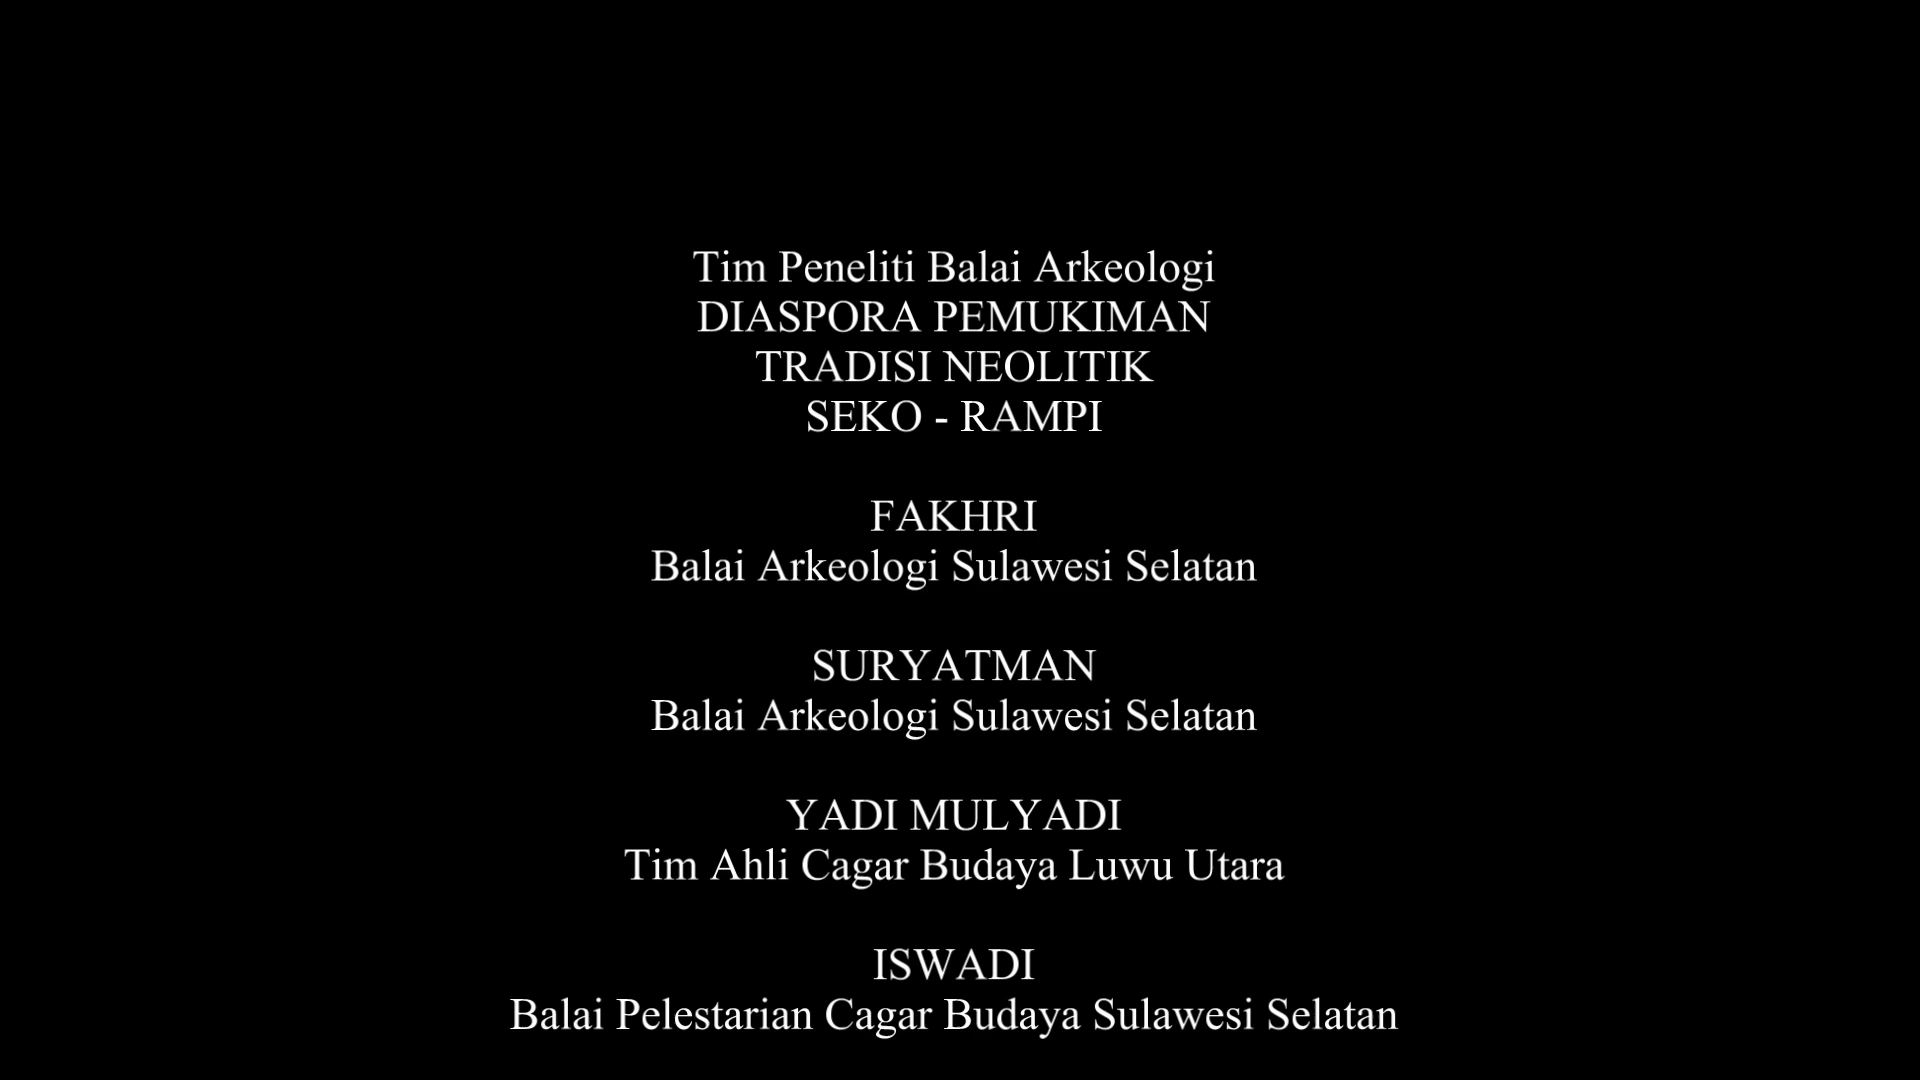 Tim Peneliti Balai Arkeologi
DIASPORA PEMUKIMAN
TRADISI NEOLITIK
SEKO - RAMPI
FAKHRI
Balai Arkeologi Sulawesi Selatan
SURYATMAN
Balai Arkeologi Sulawesi Selatan
YADI MULYADI
Tim Ahli Cagar Budaya Luwu Utara
ISWADI
Balai Pelestarian Cagar Budaya Sulawesi Selatan